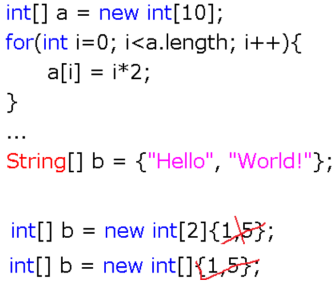 int[] a = new int[10];
for(int i=0; i<a.length; i++){
a[i] = i*2;
}
...
String[] b = {"Hello", "World!"};
int[] b = new int[2]{1,5};
int[] b = new int[]{1,5};